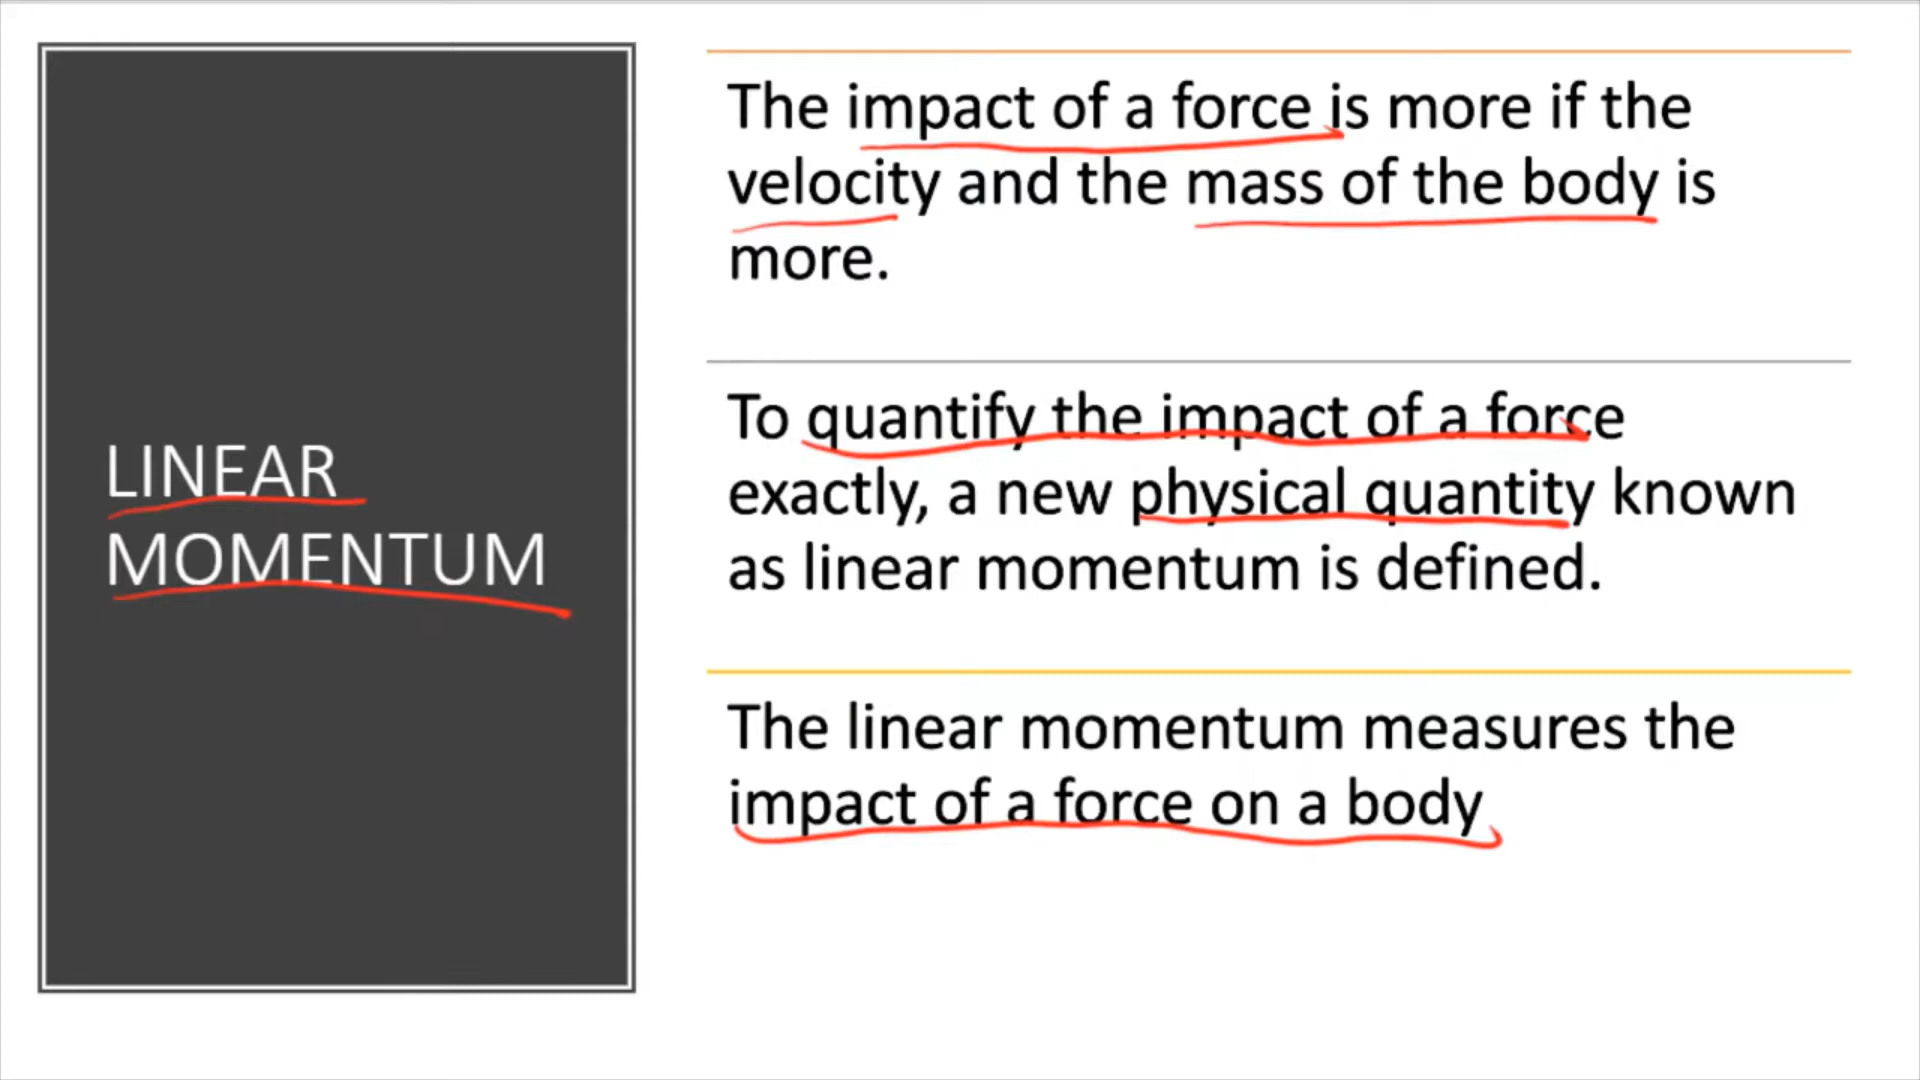 LINEAR
MOMENTUM
The impact of a force is more if the
velocity and the mass of the body is
more.
To quantify the impact of a force
exactly, a new physical quantity known
as linear momentum is defined.
The linear momentum measures the
impact of a force on a body